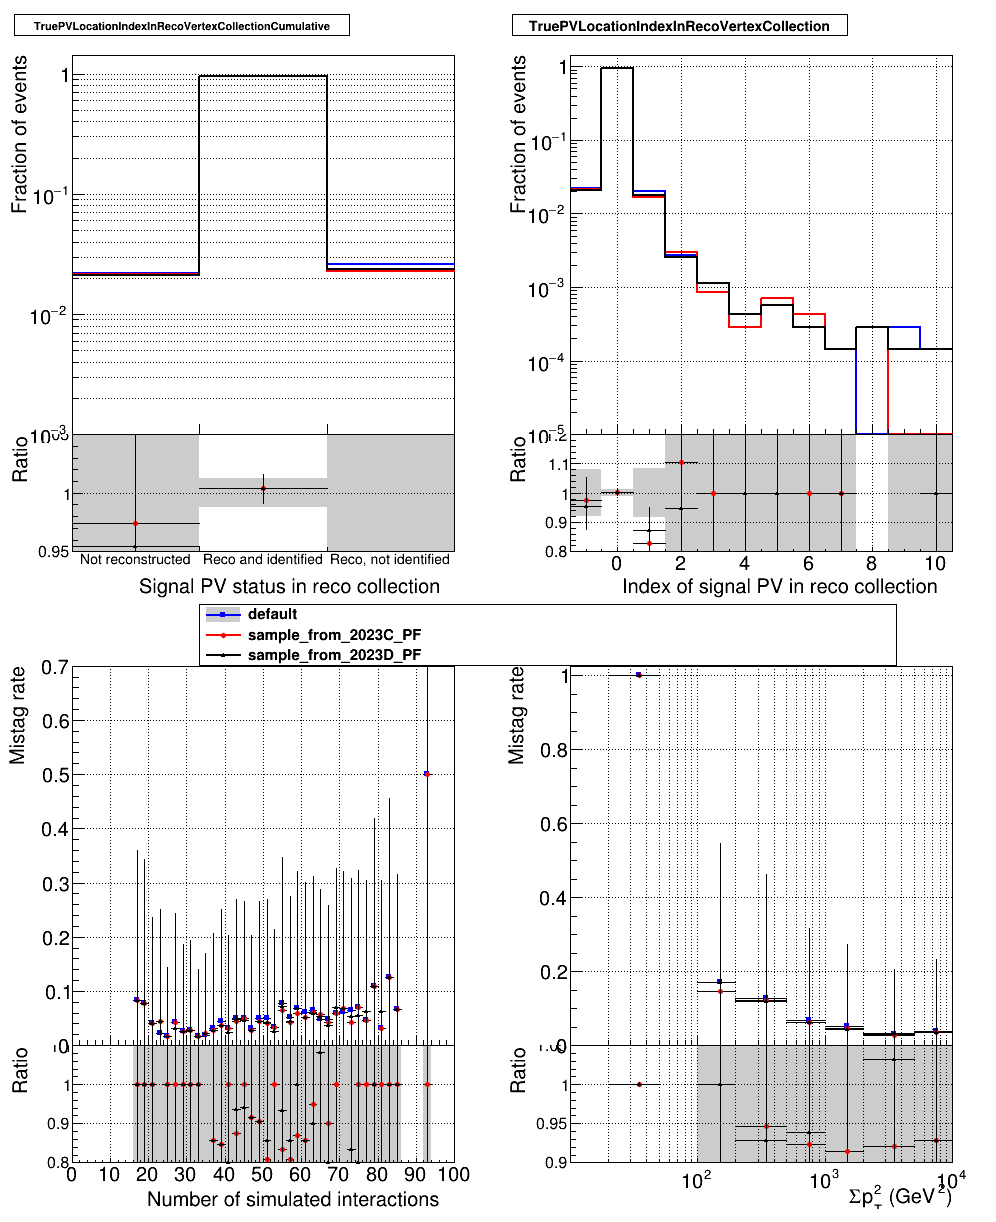 TruePVLocationIndexInRecoVertexCollectionCumulative
TruePVLocationIndexInRecoVertexCollection
Fraction of events
1
10⁻¹
10⁻²
10⁻³
Ratio
1
0.95
Not reconstructed
Reco and identified
Reco, not identified
Signal PV status in reco collection
Fraction of events
1
10⁻¹
10⁻²
10⁻³
10⁻⁴
10⁻⁵
Ratio
1.2
1.1
1
0.9
0.8
0 2 4 6 8 10
Index of signal PV in reco collection
default
sample_from_2023C_PF
sample_from_2023D_PF
Mistag rate
0.7
0.6
0.5
0.4
0.3
0.2
0.1
0
Ratio
1
0.9
0.8
0 10 20 30 40 50 60 70 80 90 100
Number of simulated interactions
Mistag rate
1
0.8
0.6
0.4
0.2
0
Ratio
1
0.95
0.9
10² 10³ 10⁴
Σp²_T (GeV²)